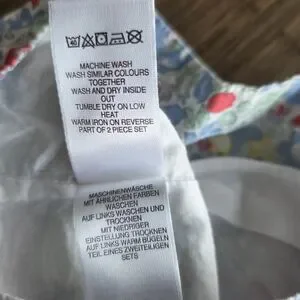 MACHINE WASH
WASH SIMILAR COLOURS
TOGETHER
WASH AND DRY INSIDE
OUT
TUMBLE DRY ON LOW
HEAT
WARM IRON ON REVERSE
PART OF 2 PIECE SET
MASCHINENWÄSCHE
MIT ÄHNLICHEN FARBEN
WASCHEN
AUF LINKS WASCHEN UND
TROCKNEN
MIT NIEDRIGER
EINSTELLUNG TROCKNEN
AUF LINKS WARM BÜGELN
TEIL EINES ZWEITEILIGEN
SETS